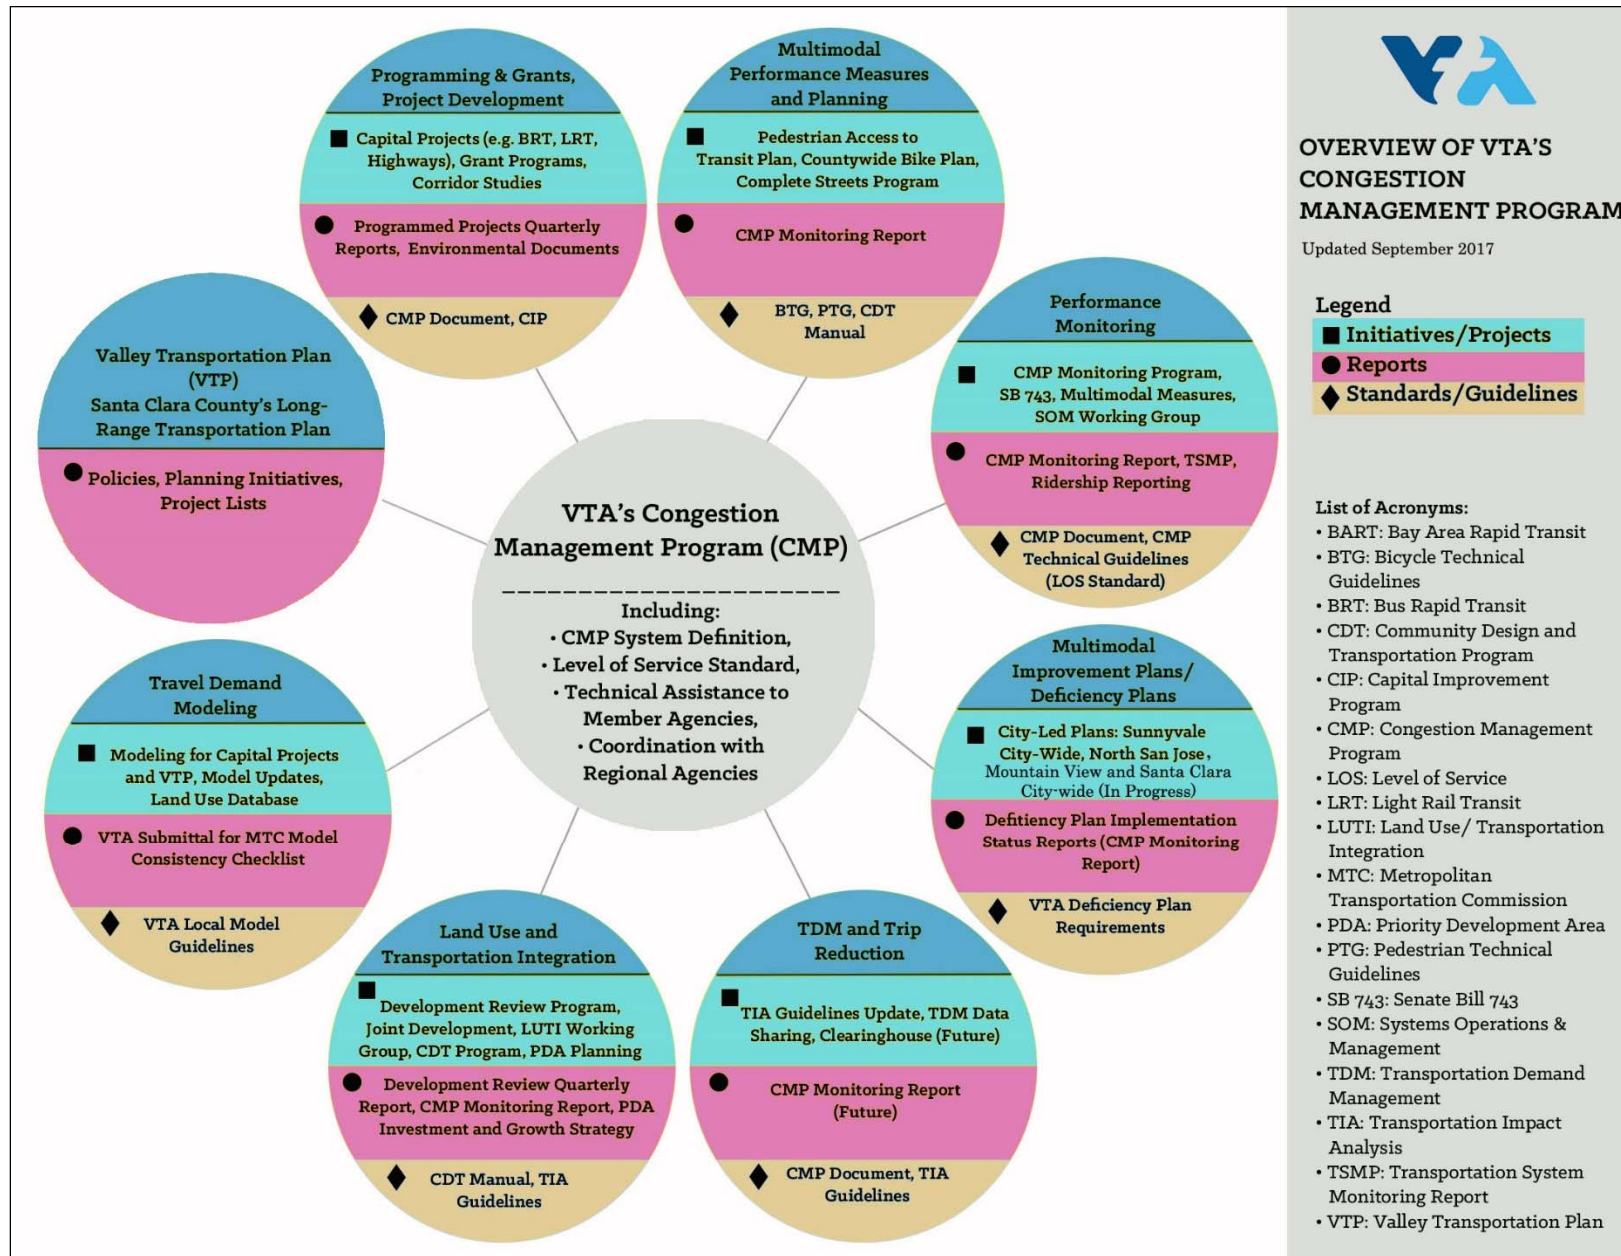 Programming & Grants,
Project Development
Capital Projects (e.g. BRT, LRT,
Highways), Grant Programs,
Corridor Studies
Programmed Projects Quarterly
Reports, Environmental Documents
CMP Document, CIP
Multimodal
Performance Measures
and Planning
Pedestrian Access to
Transit Plan, Countywide Bike Plan,
Complete Streets Program
CMP Monitoring Report
BTG, PTG, CDT
Manual
Performance
Monitoring
CMP Monitoring Program,
SB 743, Multimodal Measures,
SOM Working Group
CMP Monitoring Report, TSMP,
Ridership Reporting
CMP Document, CMP
Technical Guidelines
(LOS Standard)
Multimodal
Improvement Plans/
Deficiency Plans
City-Led Plans: Sunnyvale
City-Wide, North San Jose,
Mountain View and Santa Clara
City-wide (In Progress)
Defitiency Plan Implementation
Status Reports (CMP Monitoring
Report)
VTA Deficiency Plan
Requirements
TDM and Trip
Reduction
TIA Guidelines Update, TDM Data
Sharing, Clearinghouse (Future)
CMP Monitoring Report
(Future)
CMP Document, TIA
Guidelines
Land Use and
Transportation Integration
Development Review Program,
Joint Development, LUTI Working
Group, CDT Program, PDA Planning
Development Review Quarterly
Report, CMP Monitoring Report, PDA
Investment and Growth Strategy
CDT Manual, TIA
Guidelines
Travel Demand
Modeling
Modeling for Capital Projects
and VTP, Model Updates,
Land Use Database
VTA Submittal for MTC Model
Consistency Checklist
VTA Local Model
Guidelines
Valley Transportation Plan
(VTP)
Santa Clara County's Long-
Range Transportation Plan
Policies, Planning Initiatives,
Project Lists
VTA's Congestion
Management Program (CMP)
Including:
• CMP System Definition,
• Level of Service Standard,
• Technical Assistance to
Member Agencies,
• Coordination with
Regional Agencies
VTA
OVERVIEW OF VTA'S
CONGESTION
MANAGEMENT PROGRAM
Updated September 2017
Legend
Initiatives/Projects
Reports
Standards/Guidelines
List of Acronyms:
• BART: Bay Area Rapid Transit
• BTG: Bicycle Technical
Guidelines
• BRT: Bus Rapid Transit
• CDT: Community Design and
Transportation Program
• CIP: Capital Improvement
Program
• CMP: Congestion Management
Program
• LOS: Level of Service
• LRT: Light Rail Transit
• LUTI: Land Use/ Transportation
Integration
• MTC: Metropolitan
Transportation Commission
• PDA: Priority Development Area
• PTG: Pedestrian Technical
Guidelines
• SB 743: Senate Bill 743
• SOM: Systems Operations &
Management
• TDM: Transportation Demand
Management
• TIA: Transportation Impact
Analysis
• TSMP: Transportation System
Monitoring Report
• VTP: Valley Transportation Plan